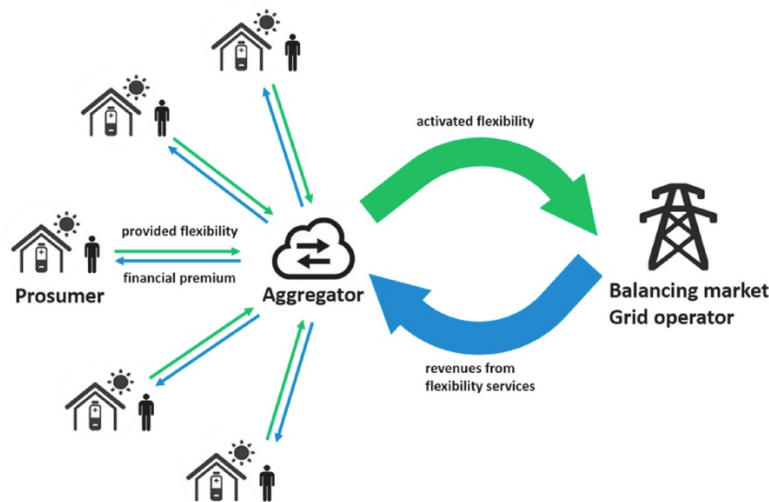 activated flexibility
provided flexibility
financial premium
Prosumer
Aggregator
Balancing market
Grid operator
revenues from
flexibility services